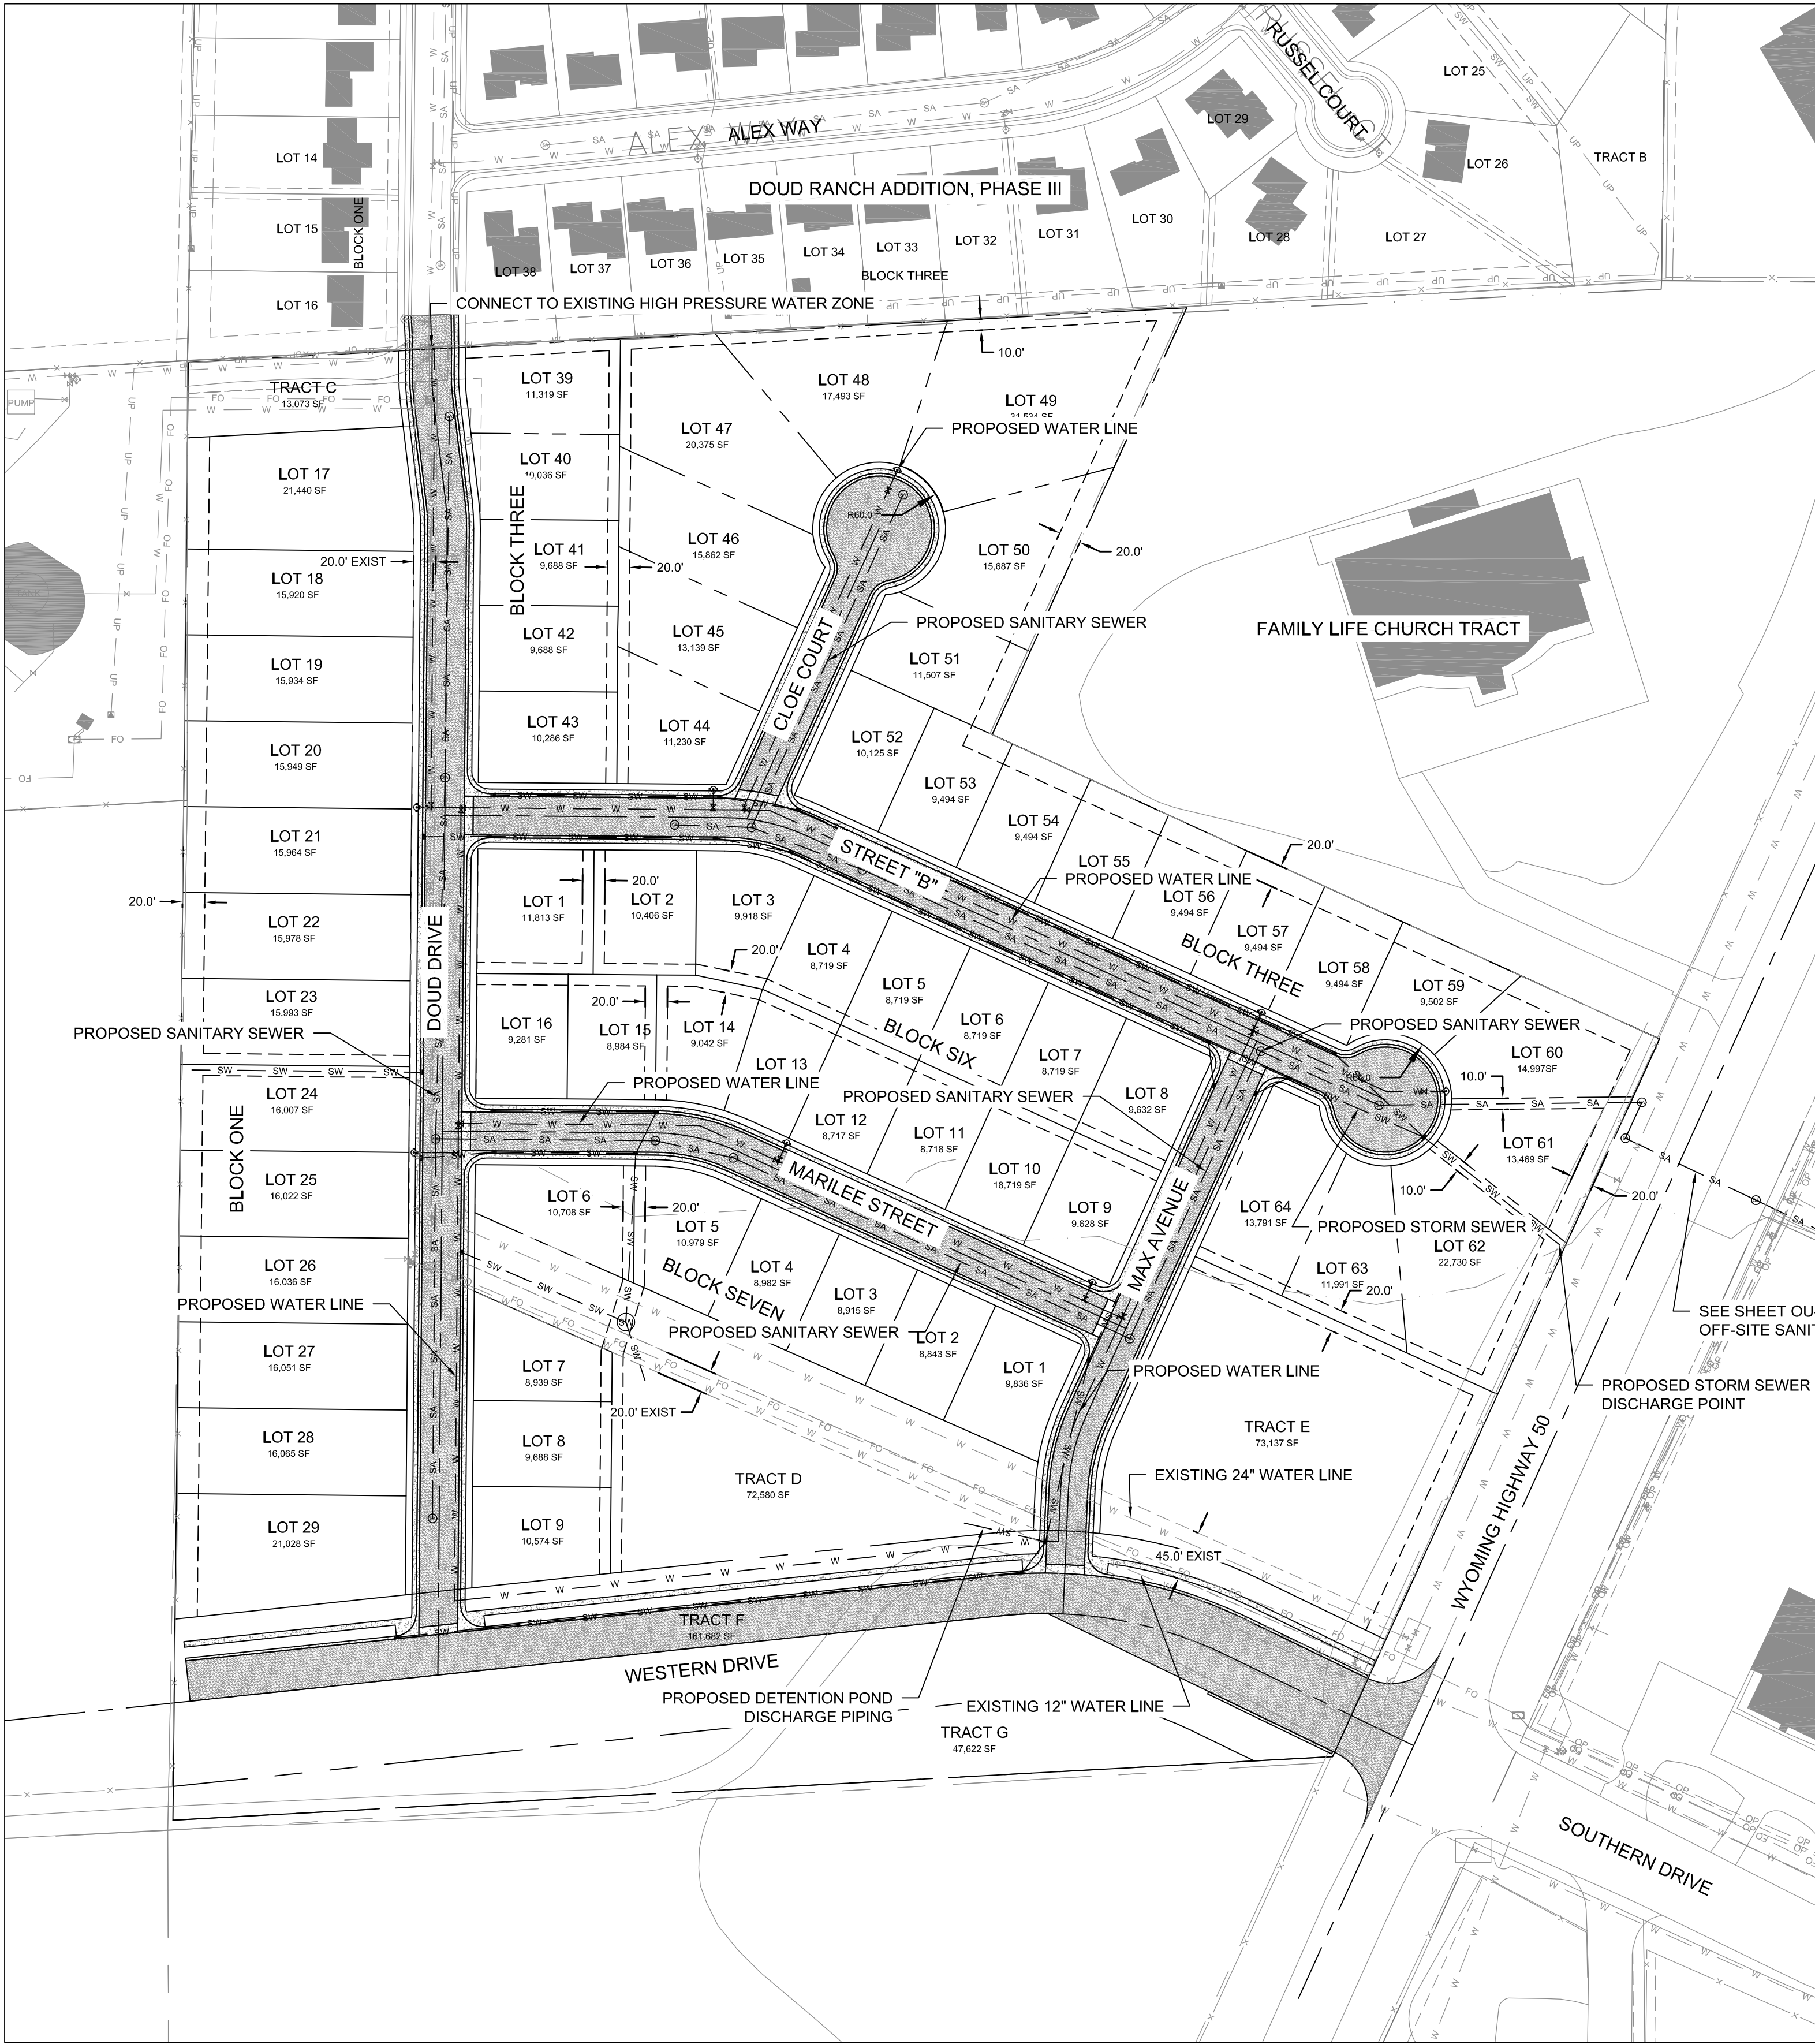 RUSSEL COURT
ALEX WAY
ALEX WAY
DOUD RANCH ADDITION, PHASE III
LOT 25
LOT 26
TRACT B
LOT 27
LOT 28
LOT 29
LOT 30
LOT 31
LOT 32
LOT 33
LOT 34
LOT 35
LOT 36
LOT 37
LOT 38
BLOCK THREE
LOT 14
LOT 15
BLOCK ONE
LOT 16
CONNECT TO EXISTING HIGH PRESSURE WATER ZONE
10.0'
PUMP
TANK
TRACT C
13,073 SF
LOT 17
21,440 SF
20.0' EXIST
LOT 18
15,920 SF
LOT 19
15,934 SF
LOT 20
15,949 SF
LOT 21
15,964 SF
20.0'
LOT 22
15,978 SF
LOT 23
15,993 SF
PROPOSED SANITARY SEWER
LOT 24
16,007 SF
BLOCK ONE
LOT 25
16,022 SF
LOT 26
16,036 SF
PROPOSED WATER LINE
LOT 27
16,051 SF
LOT 28
16,065 SF
LOT 29
21,028 SF
DOUD DRIVE
LOT 39
11,319 SF
LOT 40
10,036 SF
BLOCK THREE
LOT 41
9,688 SF
20.0'
LOT 42
9,688 SF
LOT 43
10,286 SF
LOT 44
11,230 SF
LOT 45
13,139 SF
LOT 46
15,862 SF
LOT 47
20,375 SF
LOT 48
17,493 SF
LOT 49
21,534 SF
PROPOSED WATER LINE
R60.0
LOT 50
15,687 SF
20.0'
PROPOSED SANITARY SEWER
CLOE COURT
LOT 51
11,507 SF
LOT 52
10,125 SF
LOT 53
9,494 SF
LOT 54
9,494 SF
LOT 55
PROPOSED WATER LINE
LOT 56
9,494 SF
LOT 57
9,494 SF
20.0'
BLOCK THREE
LOT 58
9,494 SF
LOT 59
9,502 SF
PROPOSED SANITARY SEWER
LOT 60
14,997SF
10.0'
LOT 61
13,469 SF
10.0'
20.0'
LOT 64
13,791 SF
PROPOSED STORM SEWER
LOT 62
22,730 SF
LOT 63
11,991 SF
20.0'
FAMILY LIFE CHURCH TRACT
STREET "B"
LOT 1
11,813 SF
20.0'
LOT 2
10,406 SF
LOT 3
9,918 SF
20.0'
LOT 4
8,719 SF
LOT 5
8,719 SF
LOT 6
8,719 SF
LOT 7
8,719 SF
LOT 8
9,632 SF
BLOCK SIX
LOT 16
9,281 SF
20.0'
LOT 15
8,984 SF
LOT 14
9,042 SF
LOT 13
PROPOSED WATER LINE
PROPOSED SANITARY SEWER
LOT 12
8,717 SF
LOT 11
8,718 SF
LOT 10
18,719 SF
LOT 9
9,628 SF
MARILEE STREET
MAX AVENUE
LOT 6
10,708 SF
20.0'
LOT 5
10,979 SF
BLOCK SEVEN
LOT 4
8,982 SF
LOT 3
8,915 SF
PROPOSED SANITARY SEWER
LOT 2
8,843 SF
LOT 1
9,836 SF
LOT 7
8,939 SF
20.0' EXIST
LOT 8
9,688 SF
LOT 9
10,574 SF
TRACT D
72,580 SF
PROPOSED WATER LINE
TRACT E
73,137 SF
EXISTING 24" WATER LINE
45.0' EXIST
SEE SHEET OU
OFF-SITE SANIT
PROPOSED STORM SEWER
DISCHARGE POINT
WYOMING HIGHWAY 50
TRACT F
161,682 SF
WESTERN DRIVE
PROPOSED DETENTION POND
DISCHARGE PIPING
EXISTING 12" WATER LINE
TRACT G
47,622 SF
SOUTHERN DRIVE